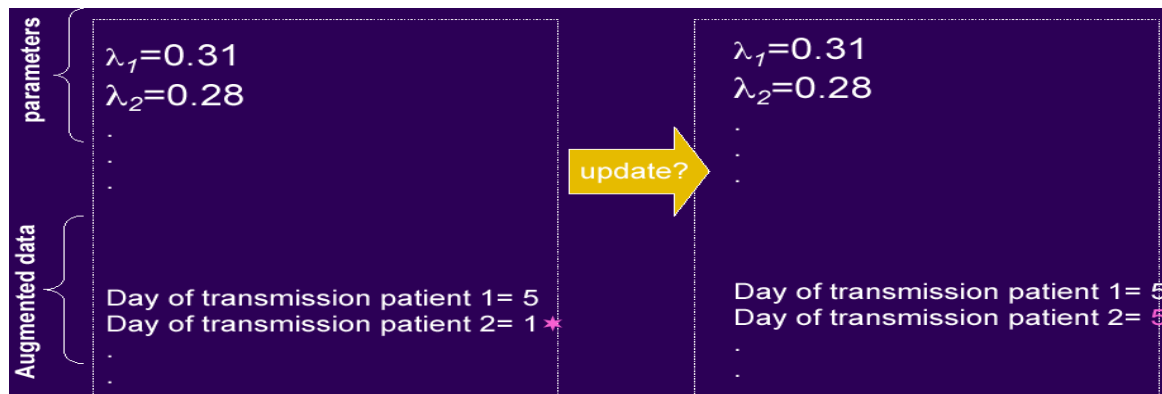 parameters
λ1=0.31
λ2=0.28
.
.
.
Augmented data
Day of transmission patient 1= 5
Day of transmission patient 2= 1
.
.
update?
λ1=0.31
λ2=0.28
.
.
.
Day of transmission patient 1= 5
Day of transmission patient 2= 5
.
.